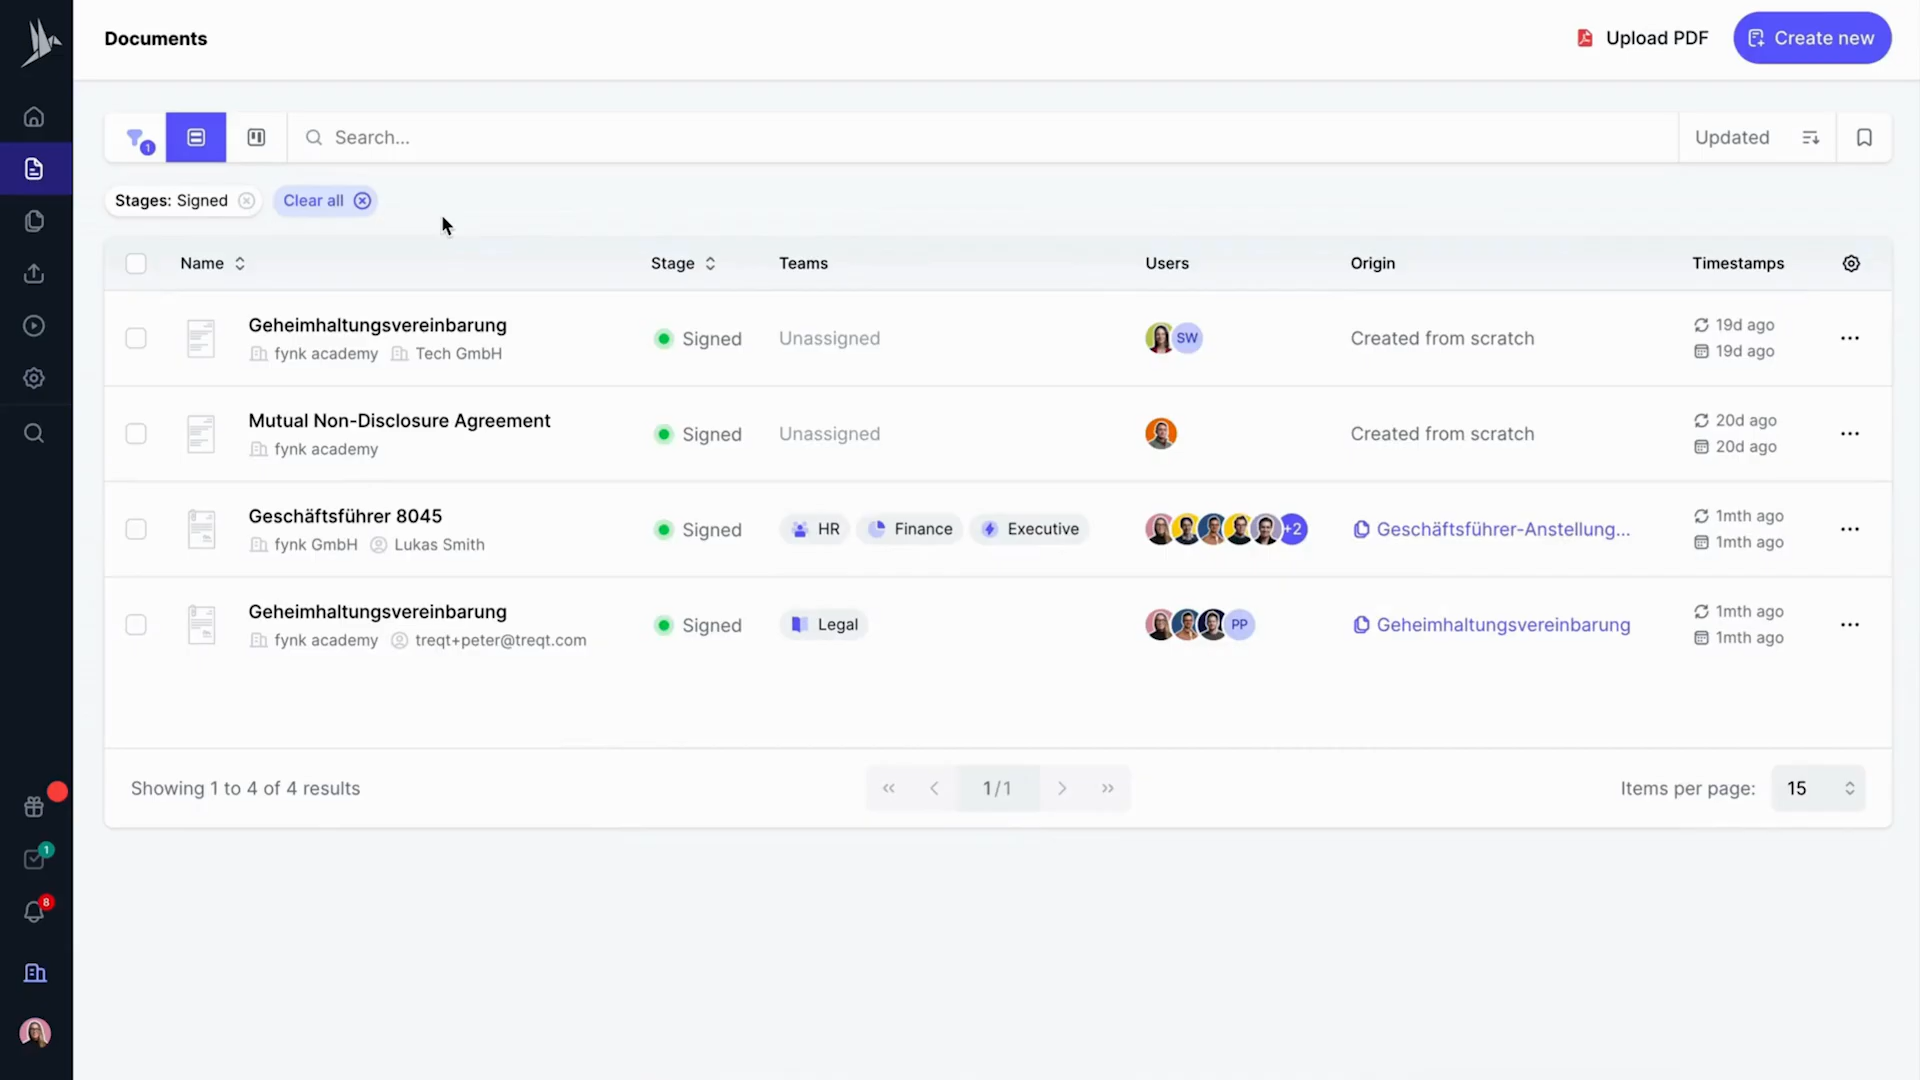 Documents
Upload PDF
Create new
1
Search...
Updated
Stages: Signed
Clear all
Name
Stage
Teams
Users
Origin
Timestamps
Geheimhaltungsvereinbarung
fynk academy
Tech GmbH
Signed
Unassigned
SW
Created from scratch
19d ago
19d ago
Mutual Non-Disclosure Agreement
fynk academy
Signed
Unassigned
Created from scratch
20d ago
20d ago
Geschäftsführer 8045
fynk GmbH
Lukas Smith
Signed
HR
Finance
Executive
+2
Geschäftsführer-Anstellung...
1mth ago
1mth ago
Geheimhaltungsvereinbarung
fynk academy
treqt+peter@treqt.com
Signed
Legal
PP
Geheimhaltungsvereinbarung
1mth ago
1mth ago
Showing 1 to 4 of 4 results
1/1
Items per page:
15
1
8